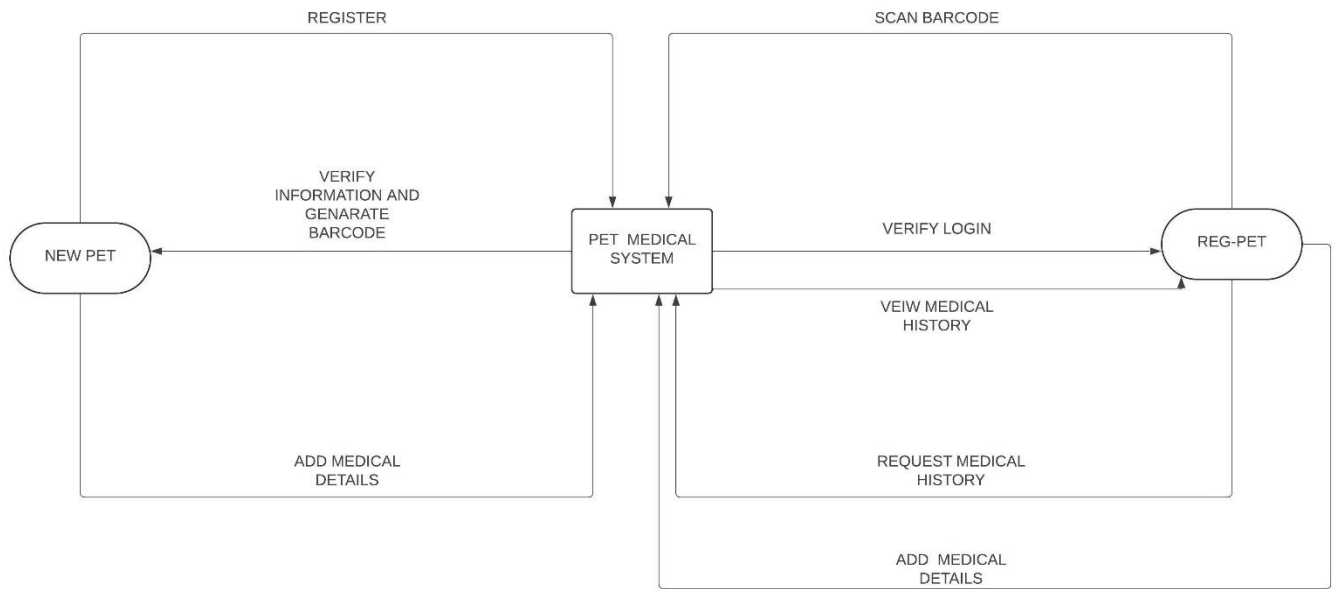 REGISTER
SCAN BARCODE
VERIFY
INFORMATION AND
GENARATE
BARCODE
NEW PET
PET MEDICAL
SYSTEM
VERIFY LOGIN
REG-PET
VEIW MEDICAL
HISTORY
ADD MEDICAL
DETAILS
REQUEST MEDICAL
HISTORY
ADD MEDICAL
DETAILS